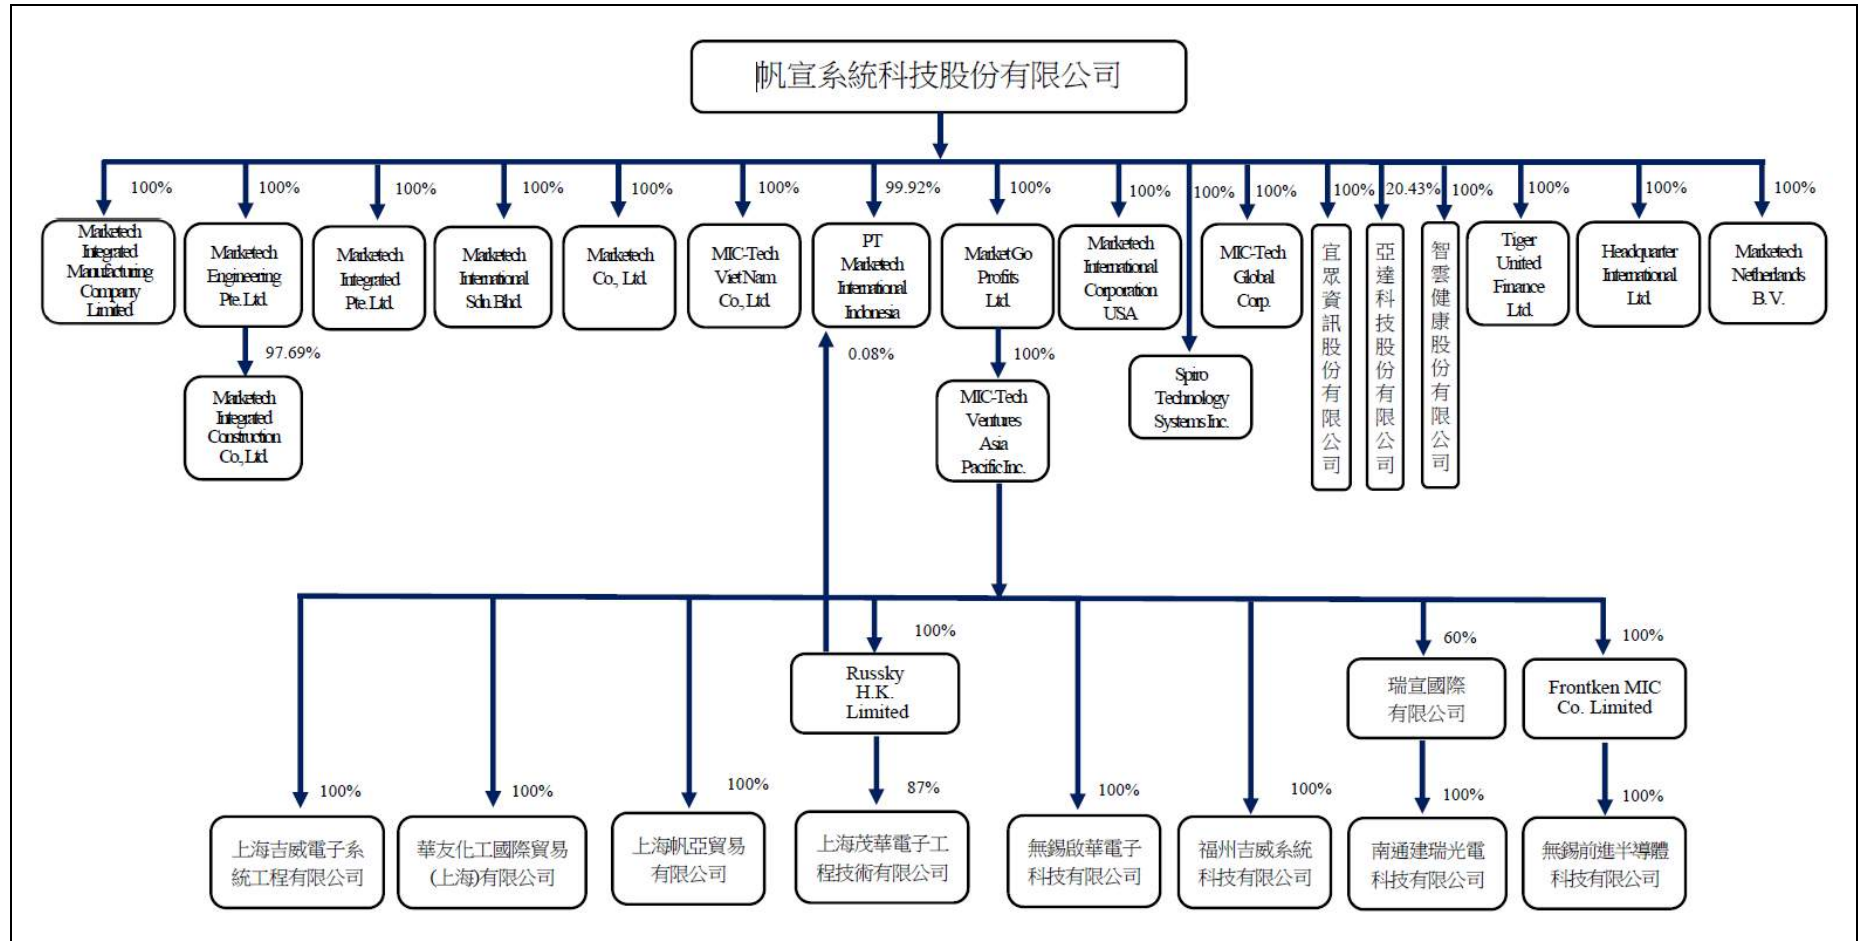 帆宣系統科技股份有限公司
100%
100%
100%
100%
100%
100%
99.92%
100%
100%
100%
100%
100%
20.43%
100%
100%
100%
100%
Marketech
Integrated
Manufacturing
Company
Limited
Marketech
Engineering
Pte. Ltd.
Marketech
Integrated
Pte. Ltd.
Marketech
International
Sdn. Bhd.
Marketech
Co., Ltd.
MIC-Tech
Viet Nam
Co., Ltd.
PT
Marketech
International
Indonesia
Market Go
Profits
Ltd.
Marketech
International
Corporation
USA
MIC-Tech
Global
Corp.
宜眾資訊股份有限公司
亞達科技股份有限公司
智雲健康股份有限公司
Tiger
United
Finance
Ltd.
Headquarter
International
Ltd.
Marketech
Netherlands
B.V.
97.69%
0.08%
100%
Marketech
Integrated
Construction
Co., Ltd.
MIC-Tech
Ventures
Asia
Pacific Inc.
Spiro
Technology
Systems Inc.
100%
60%
100%
Russky
H.K.
Limited
瑞宣國際
有限公司
Frontken MIC
Co. Limited
100%
100%
100%
87%
100%
100%
100%
100%
上海吉威電子系
統工程有限公司
華友化工國際貿易
(上海)有限公司
上海帆亞貿易
有限公司
上海茂華電子工
程技術有限公司
無錫啟華電子
科技有限公司
福州吉威系統
科技有限公司
南通建瑞光電
科技有限公司
無錫前進半導體
科技有限公司